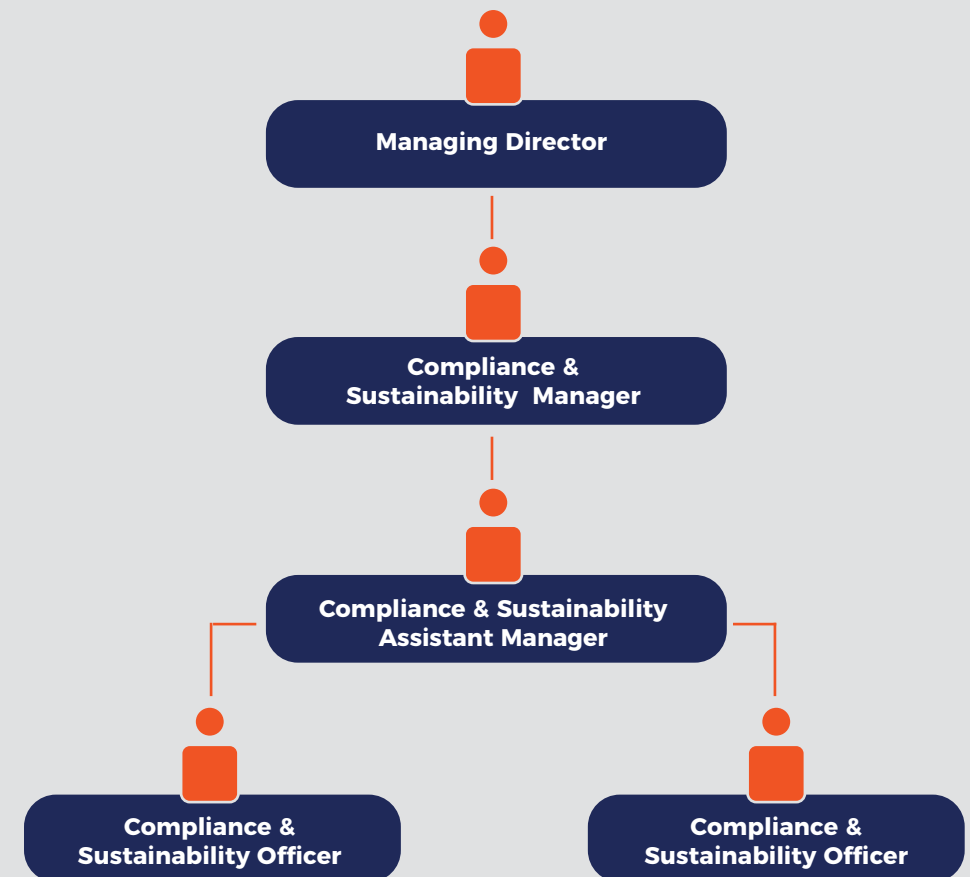 Managing Director
Compliance &
Sustainability  Manager
Compliance & Sustainability
Assistant Manager
Compliance &
Sustainability Officer
Compliance &
Sustainability Officer